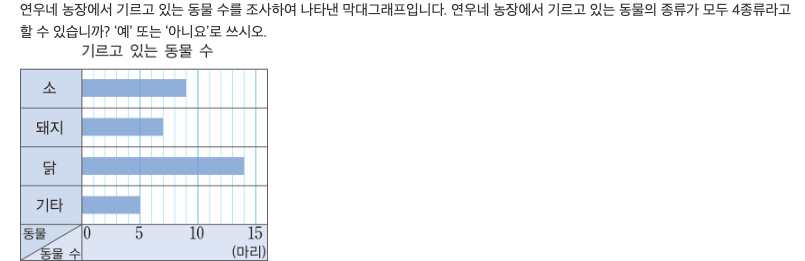 연우네 농장에서 기르고 있는 동물 수를 조사하여 나타낸 막대그래프입니다. 연우네 농장에서 기르고 있는 동물의 종류가 모두 4종류라고
할 수 있습니까? ‘예’ 또는 ‘아니요’로 쓰시오.
기르고 있는 동물 수
소
돼지
닭
기타
동물 0 5 10 15
동물 수 (마리)